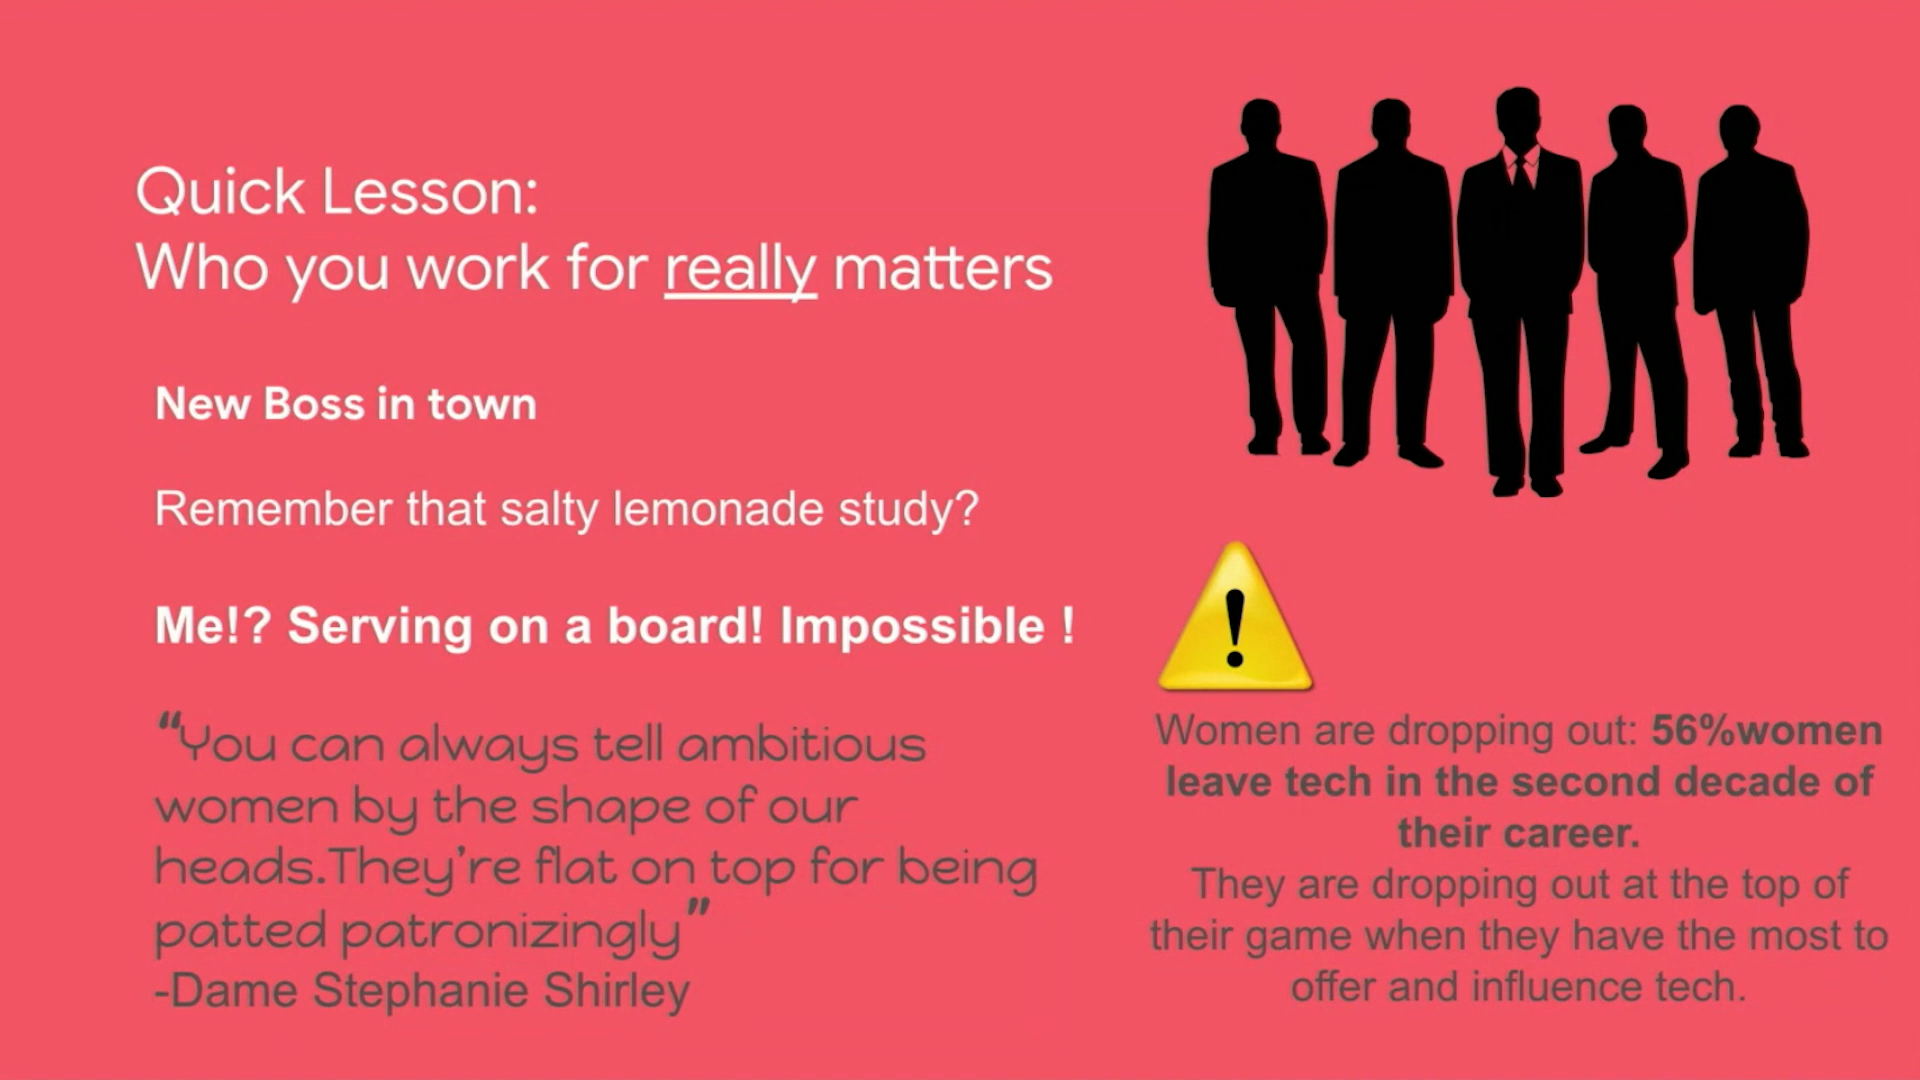 Quick Lesson:
Who you work for really matters
New Boss in town
Remember that salty lemonade study?
Me!? Serving on a board! Impossible !
“You can always tell ambitious
women by the shape of our
heads.They’re flat on top for being
patted patronizingly”
-Dame Stephanie Shirley
Women are dropping out: 56%women
leave tech in the second decade of
their career.
They are dropping out at the top of
their game when they have the most to
offer and influence tech.